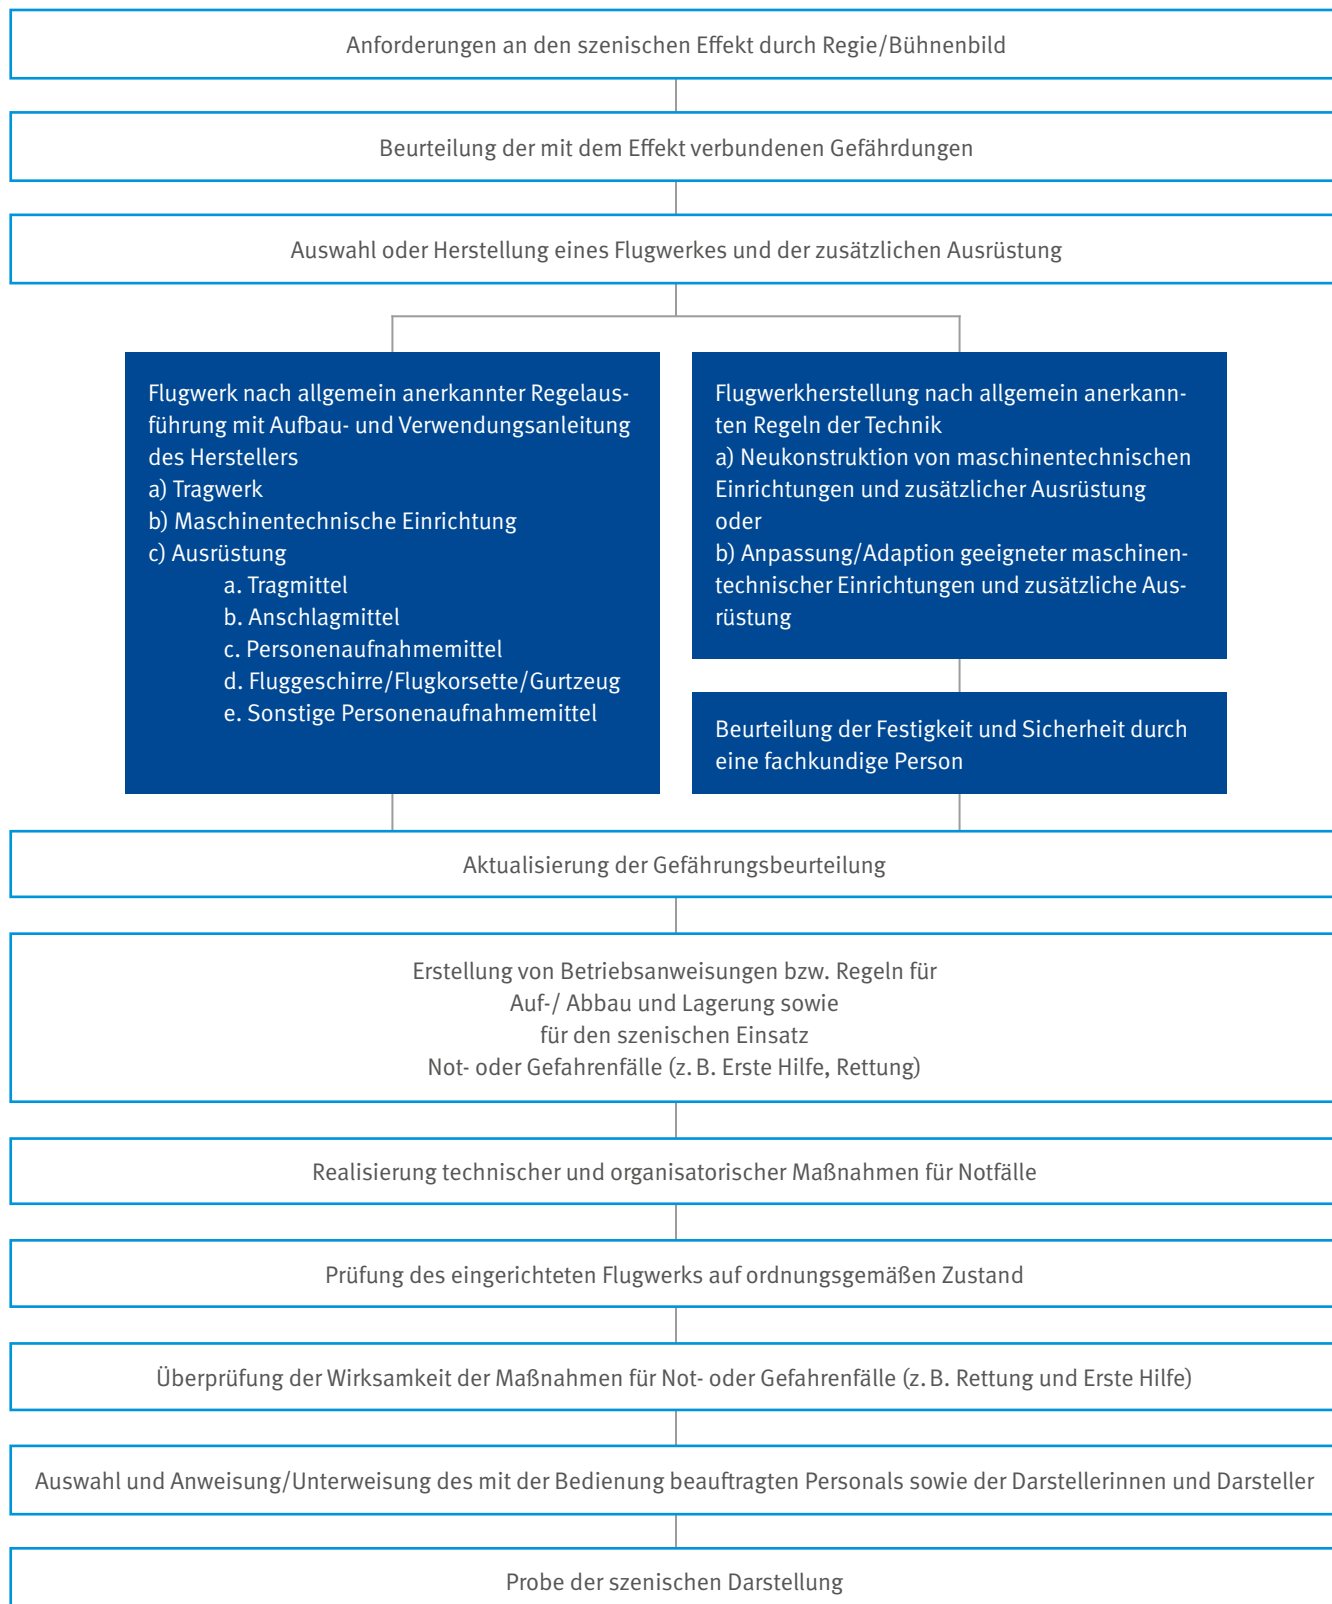 Anforderungen an den szenischen Effekt durch Regie/Bühnenbild
Beurteilung der mit dem Effekt verbundenen Gefährdungen
Auswahl oder Herstellung eines Flugwerkes und der zusätzlichen Ausrüstung
Flugwerk nach allgemein anerkannter Regelaus-
führung mit Aufbau- und Verwendungsanleitung
des Herstellers
a) Tragwerk
b) Maschinentechnische Einrichtung
c) Ausrüstung
a. Tragmittel
b. Anschlagmittel
c. Personenaufnahmemittel
d. Fluggeschirre/Flugkorsette/Gurtzeug
e. Sonstige Personenaufnahmemittel
Flugwerkherstellung nach allgemein anerkann-
ten Regeln der Technik
a) Neukonstruktion von maschinentechnischen
Einrichtungen und zusätzlicher Ausrüstung
oder
b) Anpassung/Adaption geeigneter maschinen-
technischer Einrichtungen und zusätzliche Aus-
rüstung
Beurteilung der Festigkeit und Sicherheit durch
eine fachkundige Person
Aktualisierung der Gefährungsbeurteilung
Erstellung von Betriebsanweisungen bzw. Regeln für
Auf-/ Abbau und Lagerung sowie
für den szenischen Einsatz
Not- oder Gefahrenfälle (z. B. Erste Hilfe, Rettung)
Realisierung technischer und organisatorischer Maßnahmen für Notfälle
Prüfung des eingerichteten Flugwerks auf ordnungsgemäßen Zustand
Überprüfung der Wirksamkeit der Maßnahmen für Not- oder Gefahrenfälle (z. B. Rettung und Erste Hilfe)
Auswahl und Anweisung/Unterweisung des mit der Bedienung beauftragten Personals sowie der Darstellerinnen und Darsteller
Probe der szenischen Darstellung